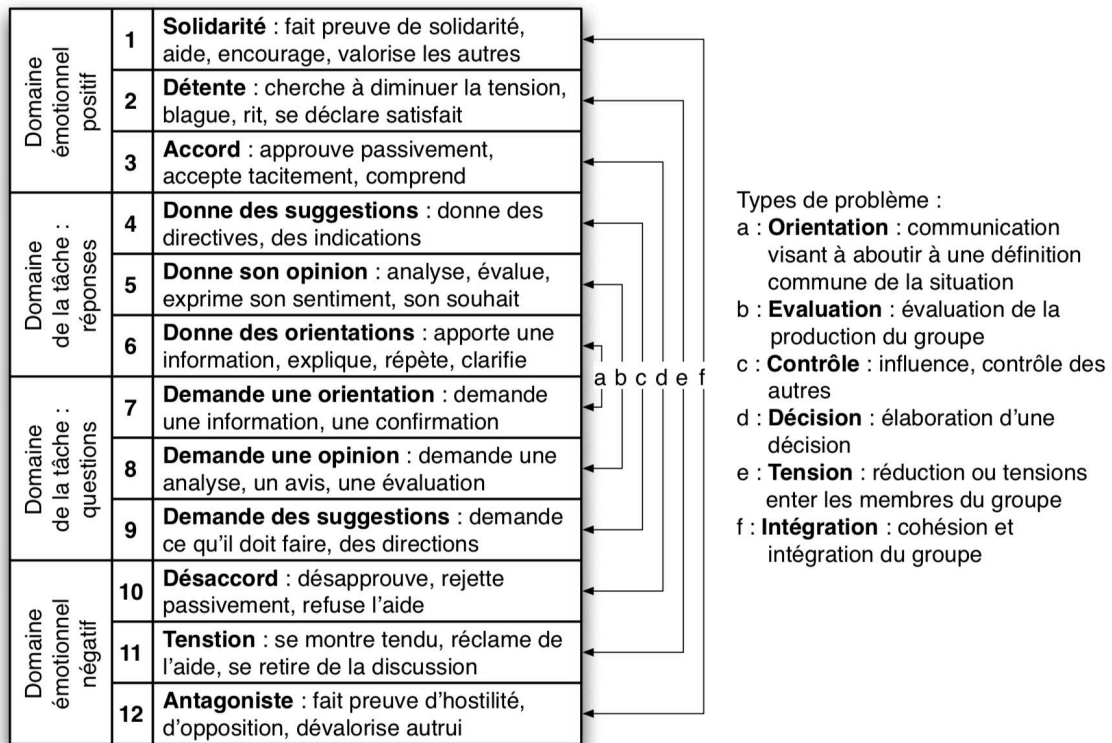 Domaine
émotionnel
positif
1
Solidarité : fait preuve de solidarité,
aide, encourage, valorise les autres
2
Détente : cherche à diminuer la tension,
blague, rit, se déclare satisfait
3
Accord : approuve passivement,
accepte tacitement, comprend
Domaine
de la tâche :
réponses
4
Donne des suggestions : donne des
directives, des indications
5
Donne son opinion : analyse, évalue,
exprime son sentiment, son souhait
6
Donne des orientations : apporte une
information, explique, répète, clarifie
Domaine
de la tâche :
questions
7
Demande une orientation : demande
une information, une confirmation
8
Demande une opinion : demande une
analyse, un avis, une évaluation
9
Demande des suggestions : demande
ce qu'il doit faire, des directions
Domaine
émotionnel
négatif
10
Désaccord : désapprouve, rejette
passivement, refuse l'aide
11
Tenstion : se montre tendu, réclame de
l'aide, se retire de la discussion
12
Antagoniste : fait preuve d'hostilité,
d'opposition, dévalorise autrui
a b c d e f
Types de problème :
a : Orientation : communication
visant à aboutir à une définition
commune de la situation
b : Evaluation : évaluation de la
production du groupe
c : Contrôle : influence, contrôle des
autres
d : Décision : élaboration d'une
décision
e : Tension : réduction ou tensions
enter les membres du groupe
f : Intégration : cohésion et
intégration du groupe